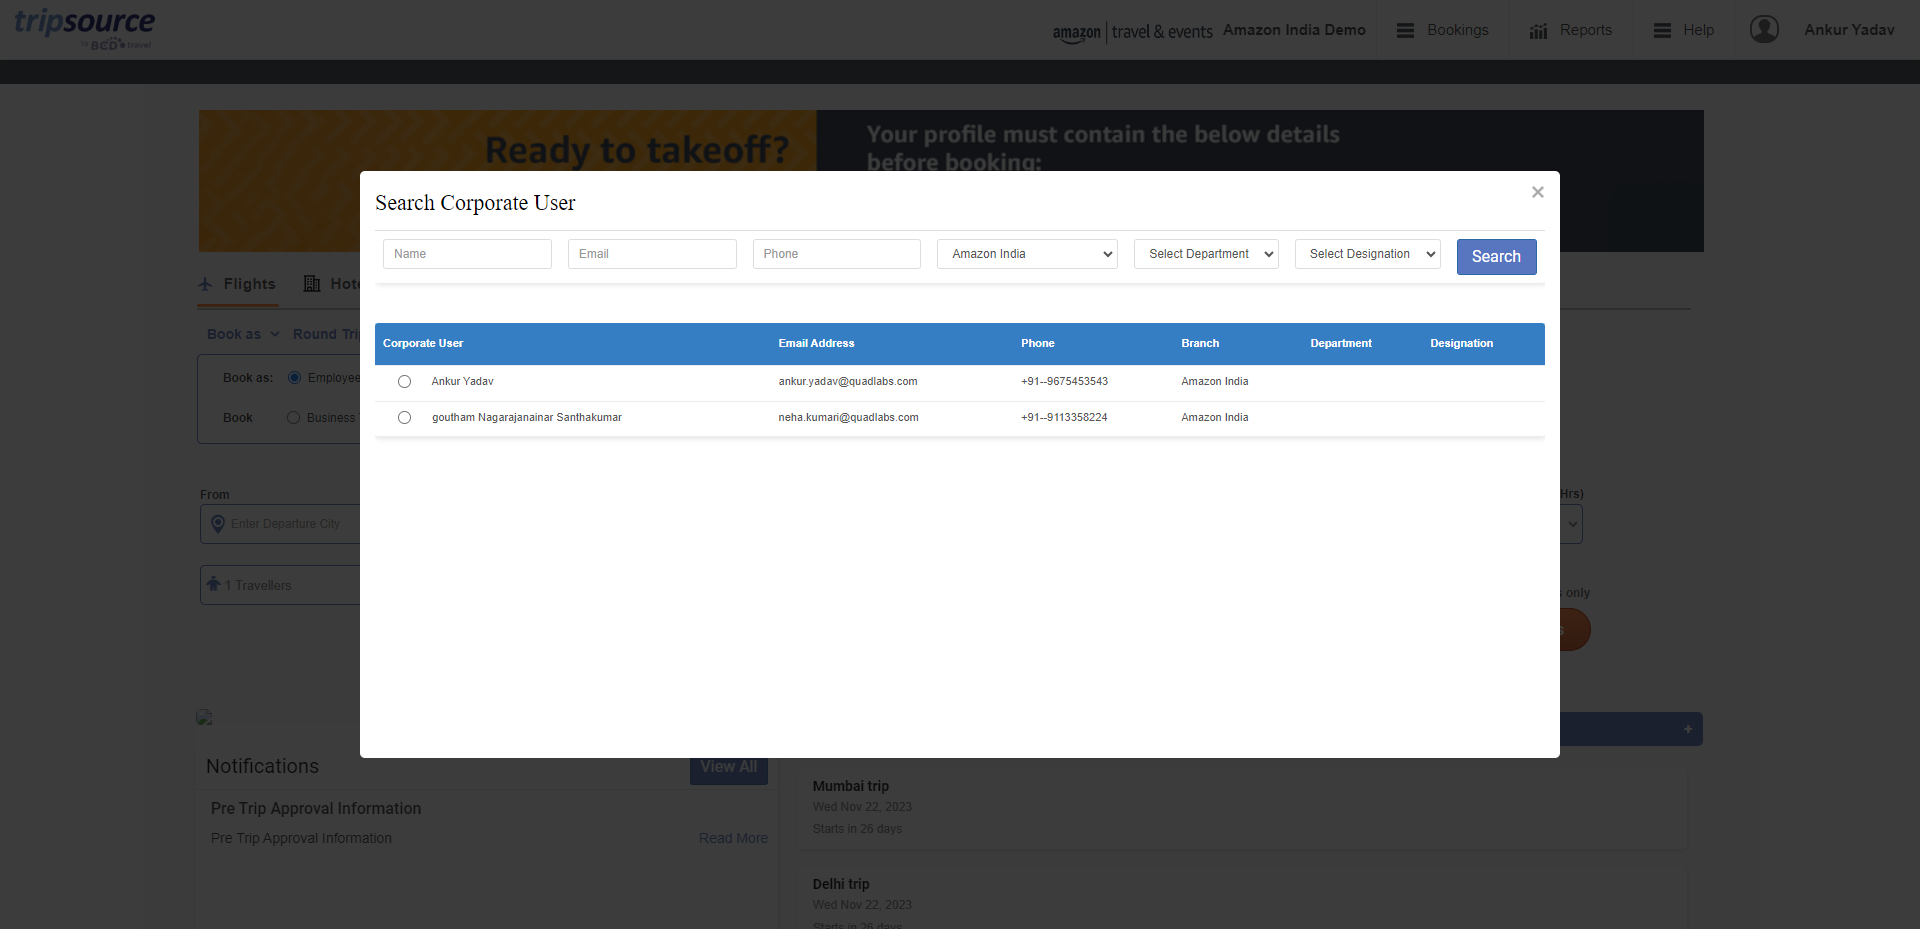 tripsource
by BCD travel
amazon travel & events Amazon India Demo Bookings Reports Help Ankur Yadav
Ready to takeoff?
Your profile must contain the below details
before booking:
Search Corporate User ×
Name Email Phone Amazon India Select Department Select Designation Search
Flights
Book as Round
Corporate User Email Address Phone Branch Department Designation
Book as: Employee
Ankur Yadav ankur.yadav@quadlabs.com +91--9675453543 Amazon India
Book Business
goutham Nagarajanainar Santhakumar neha.kumari@quadlabs.com +91--9113358224 Amazon India
From Hrs)
Enter Departure City
1 Travellers
only
+
Notifications View All
Pre Trip Approval Information
Pre Trip Approval Information Read More
Mumbai trip
Wed Nov 22, 2023
Starts in 26 days
Delhi trip
Wed Nov 22, 2023
Starts in 26 days